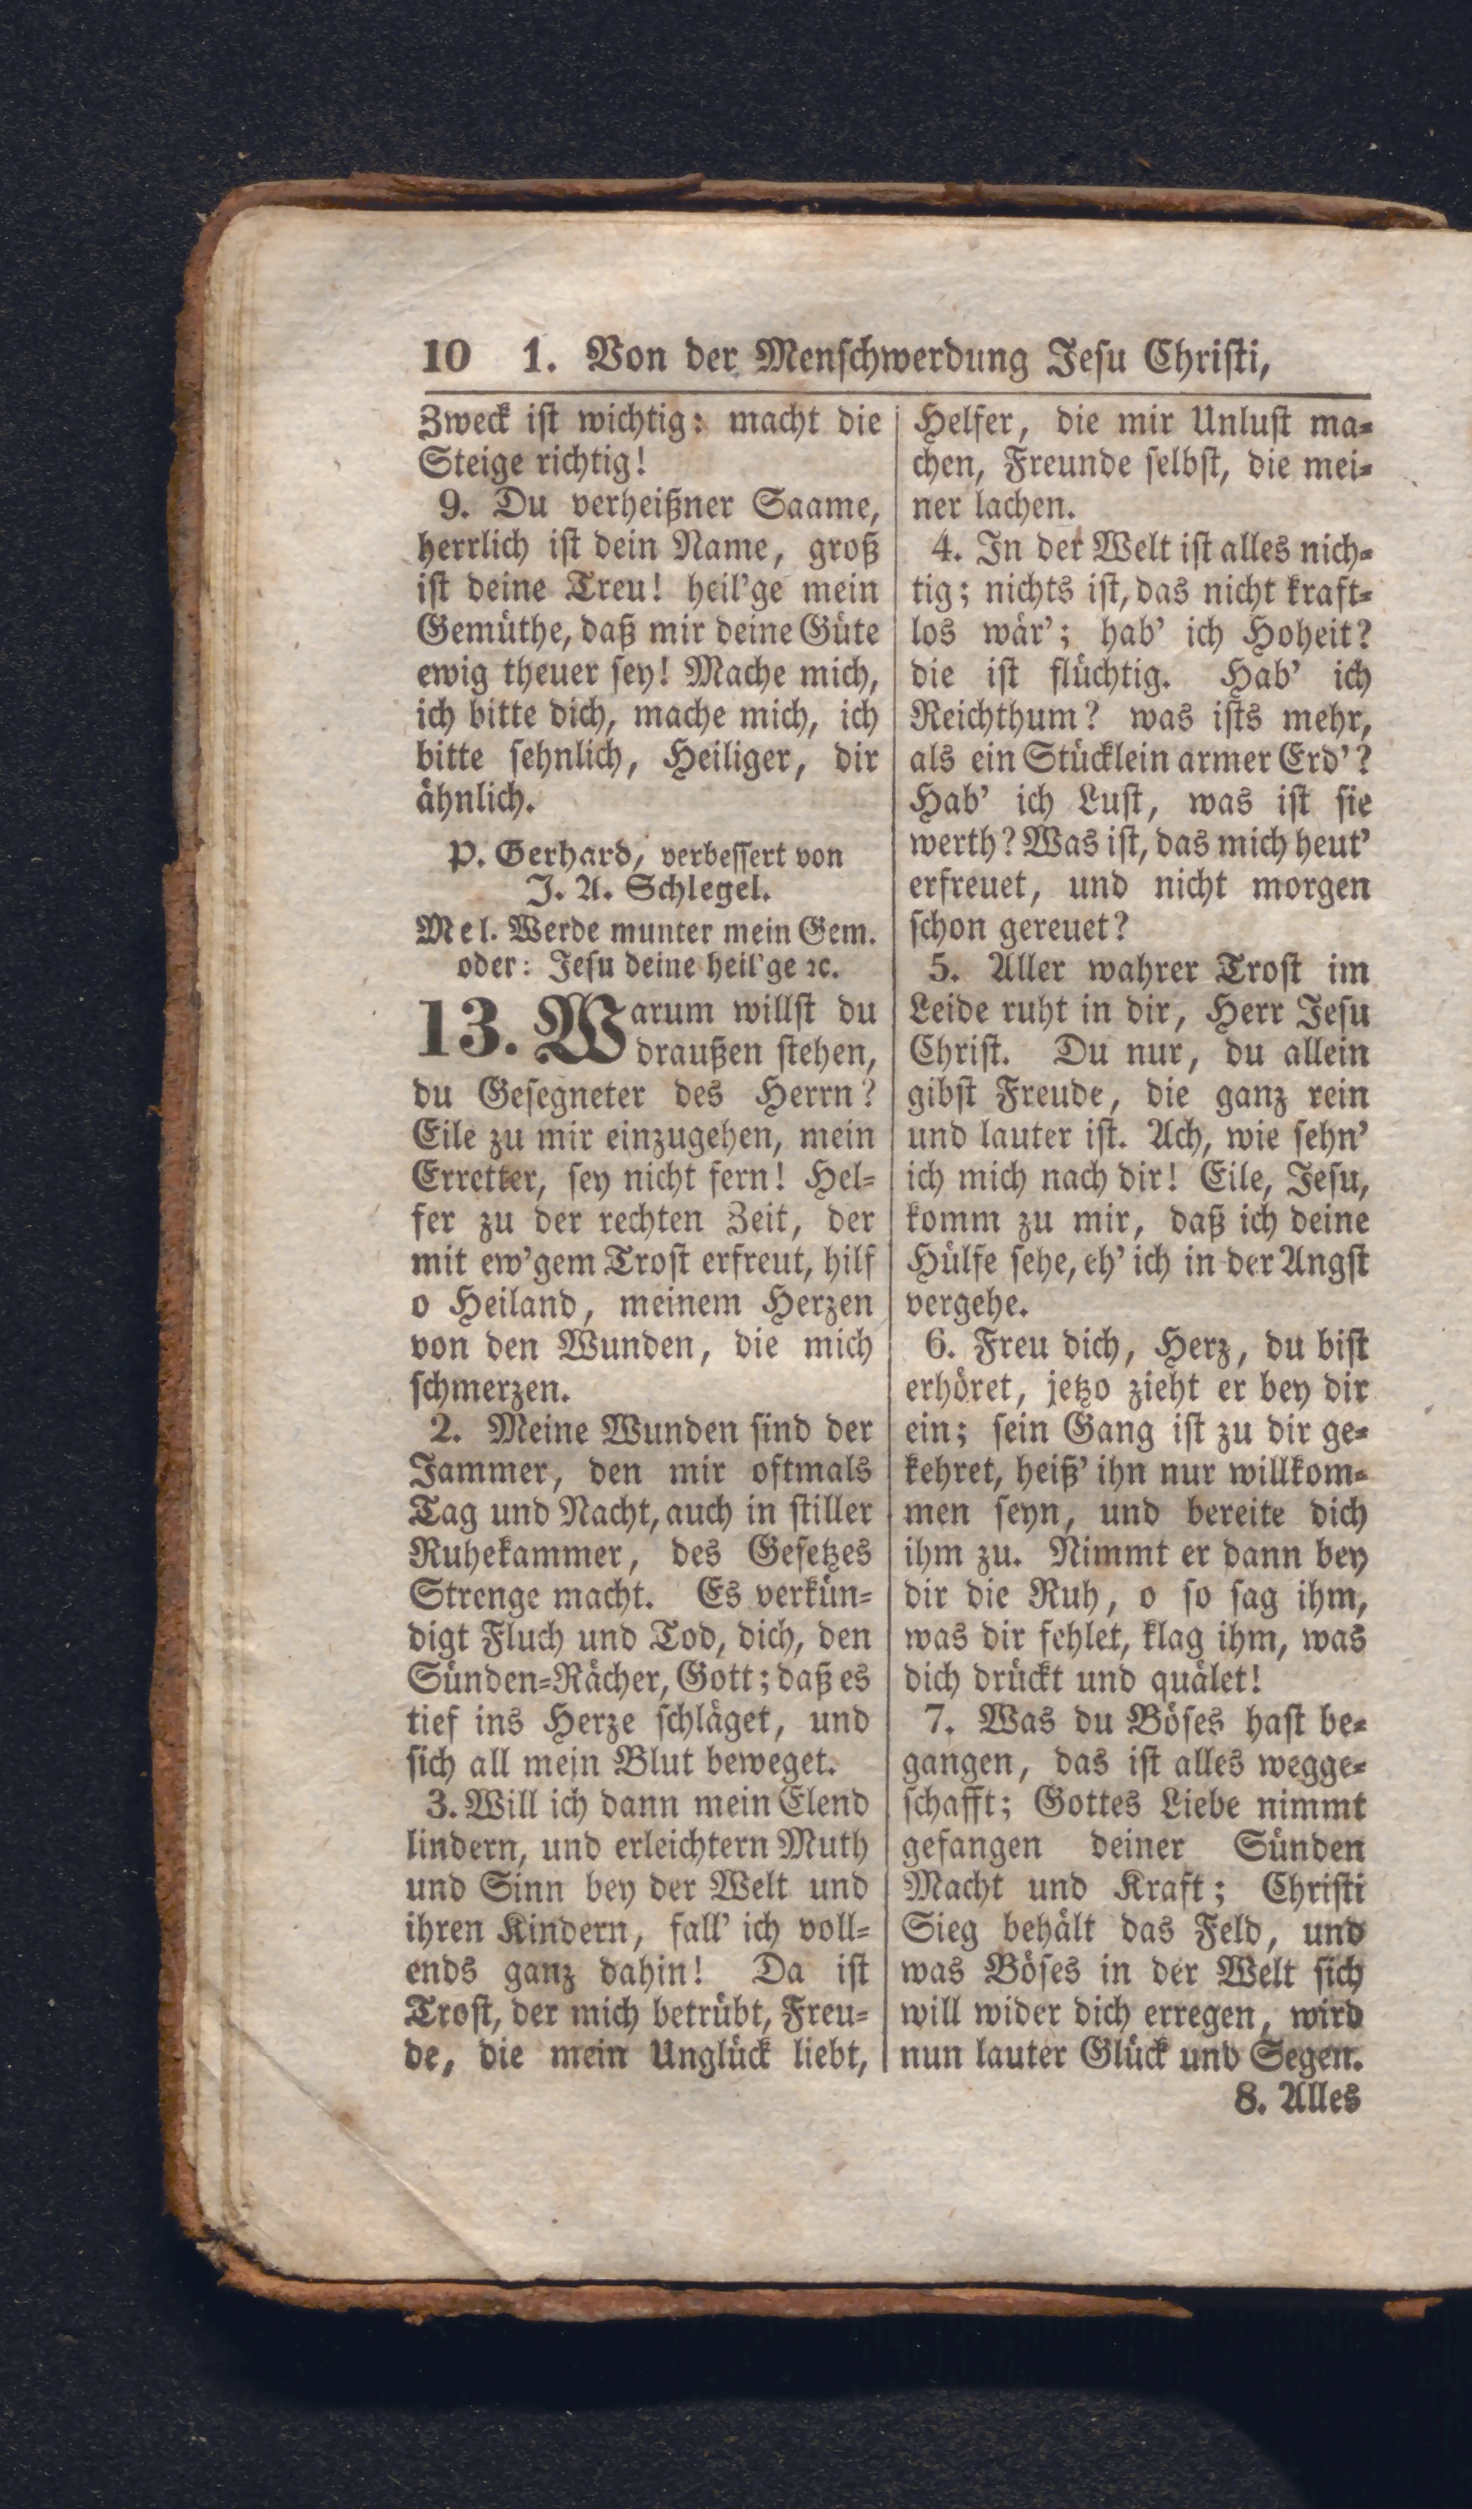 10 1. Von der Menschwerdung Jesu Christi,
Zweck ist wichtig: macht die
Steige richtig!
9. Du verheißner Saame,
herrlich ist dein Name, groß
ist deine Treu! heil'ge mein
Gemüthe, daß mir deine Güte
ewig theuer sey! Mache mich,
ich bitte dich, mache mich, ich
bitte sehnlich, Heiliger, dir
ähnlich.
P. Gerhard, verbessert von
J. A. Schlegel.
Mel. Werde munter mein Gem.
oder: Jesu deine heil'ge ꝛc.
13. Warum willst du
draußen stehen,
du Gesegneter des Herrn?
Eile zu mir einzugehen, mein
Erretter, sey nicht fern! Hel-
fer zu der rechten Zeit, der
mit ew'gem Trost erfreut, hilf
o Heiland, meinem Herzen
von den Wunden, die mich
schmerzen.
2. Meine Wunden sind der
Jammer, den mir oftmals
Tag und Nacht, auch in stiller
Ruhekammer, des Gesetzes
Strenge macht. Es verkün-
digt Fluch und Tod, dich, den
Sünden-Rächer, Gott; daß es
tief ins Herze schläget, und
sich all mein Blut beweget.
3. Will ich dann mein Elend
lindern, und erleichtern Muth
und Sinn bey der Welt und
ihren Kindern, fall' ich voll-
ends ganz dahin! Da ist
Trost, der mich betrübt, Freu-
de, die mein Unglück liebt,
Helfer, die mir Unlust ma-
chen, Freunde selbst, die mei-
ner lachen.
4. In der Welt ist alles nich-
tig; nichts ist, das nicht kraft-
los wär'; hab' ich Hoheit?
die ist flüchtig. Hab' ich
Reichthum? was ists mehr,
als ein Stücklein armer Erd'?
Hab' ich Lust, was ist sie
werth? Was ist, das mich heut'
erfreuet, und nicht morgen
schon gereuet?
5. Aller wahrer Trost im
Leide ruht in dir, Herr Jesu
Christ. Du nur, du allein
gibst Freude, die ganz rein
und lauter ist. Ach, wie sehn'
ich mich nach dir! Eile, Jesu,
komm zu mir, daß ich deine
Hülfe sehe, eh' ich in der Angst
vergehe.
6. Freu dich, Herz, du bist
erhöret, jetzo zieht er bey dir
ein; sein Gang ist zu dir ge-
kehret, heiß' ihn nur willkom-
men seyn, und bereite dich
ihm zu. Nimmt er dann bey
dir die Ruh, o so sag ihm,
was dir fehlet, klag ihm, was
dich drückt und quälet!
7. Was du Böses hast be-
gangen, das ist alles wegge-
schafft; Gottes Liebe nimmt
gefangen deiner Sünden
Macht und Kraft; Christi
Sieg behält das Feld, und
was Böses in der Welt sich
will wider dich erregen, wird
nun lauter Glück und Segen.
8. Alles